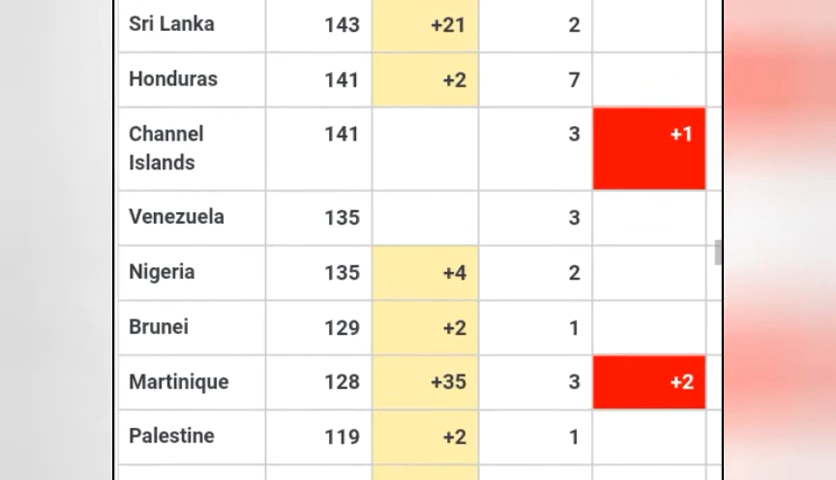 Sri Lanka 143 +21 2
Honduras 141 +2 7
Channel Islands 141 3 +1
Venezuela 135 3
Nigeria 135 +4 2
Brunei 129 +2 1
Martinique 128 +35 3 +2
Palestine 119 +2 1